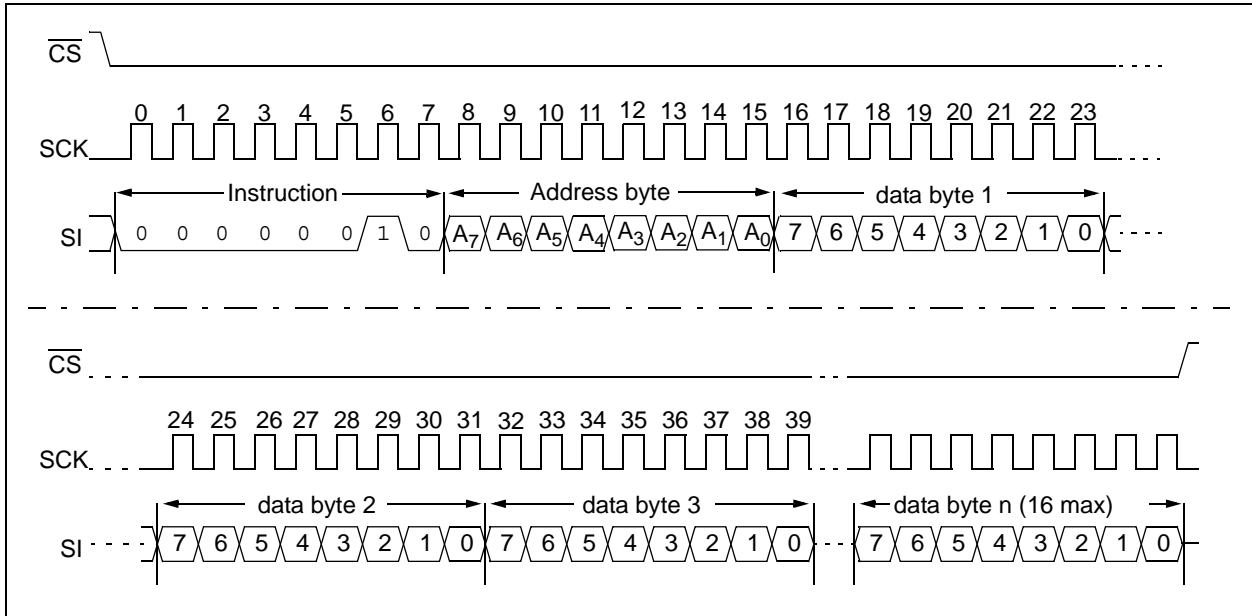 CS
0 1 2 3 4 5 6 7 8 9 10 11 12 13 14 15 16 17 18 19 20 21 22 23
SCK
Instruction Address byte data byte 1
SI 0 0 0 0 0 0 1 0 A7 A6 A5 A4 A3 A2 A1 A0 7 6 5 4 3 2 1 0
CS
24 25 26 27 28 29 30 31 32 33 34 35 36 37 38 39
SCK
data byte 2 data byte 3 data byte n (16 max)
SI 7 6 5 4 3 2 1 0 7 6 5 4 3 2 1 0 7 6 5 4 3 2 1 0